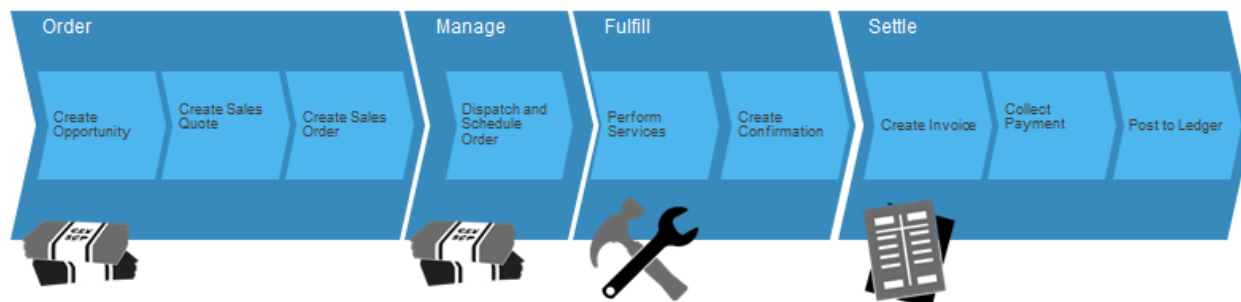 Order
Create
Opportunity
Create Sales
Quote
Create Sales
Order
Manage
Dispatch and
Schedule
Order
Fulfill
Perform
Services
Create
Confirmation
Settle
Create Invoice
Collect
Payment
Post to Ledger